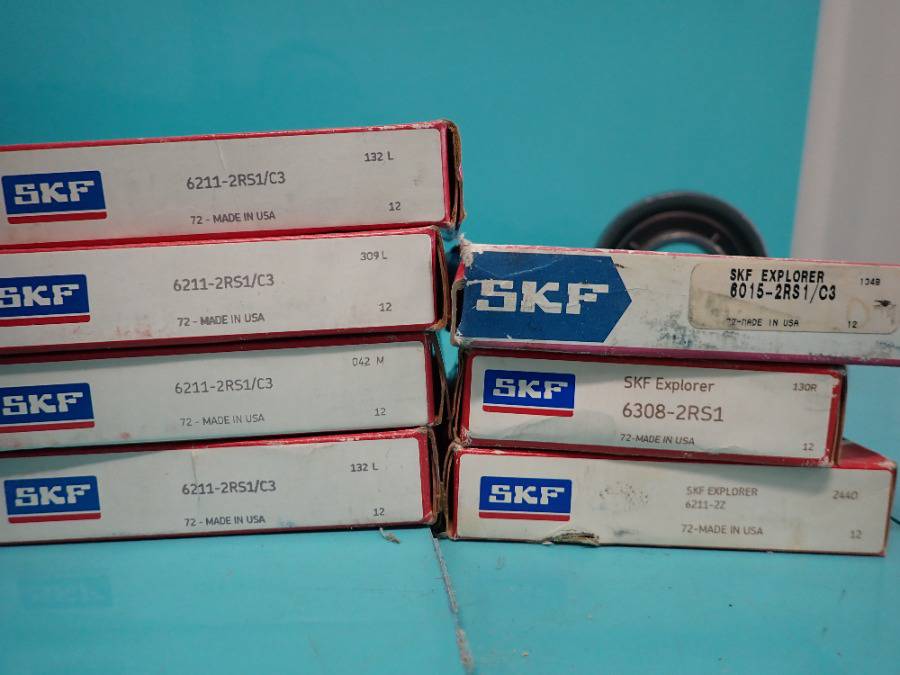 SKF
6211-2RS1/C3
132 L
72 - MADE IN USA
12
SKF
6211-2RS1/C3
309 L
72 - MADE IN USA
12
SKF
6211-2RS1/C3
042 M
72 - MADE IN USA
12
SKF
6211-2RS1/C3
132 L
72 - MADE IN USA
12
SKF
SKF EXPLORER
6015-2RS1/C3
72-MADE IN USA
12
SKF
SKF Explorer
6308-2RS1
130R
72-MADE IN USA
12
SKF
SKF EXPLORER
6211-2Z
2440
72-MADE IN USA
12